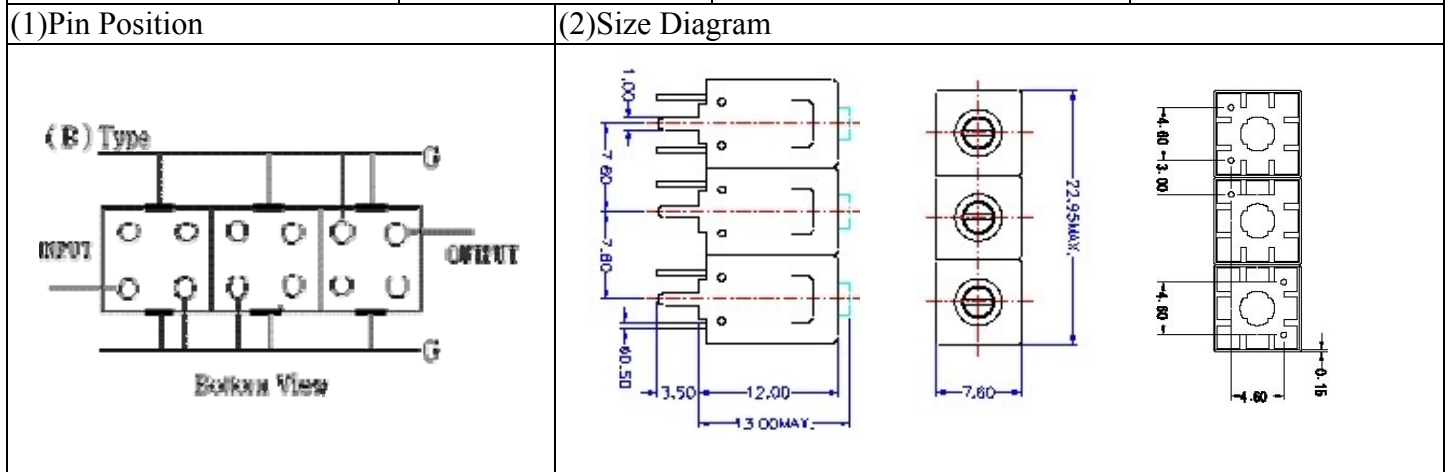 (1)Pin Position
(2)Size Diagram
(B) Type
G
INPUT
OUTPUT
G
Bottom View
1.00
7.60
7.60
Φ0.50
3.50
12.00
13.00MAX.
22.95MAX.
7.60
4.60
3.00
4.60
4.60
0.15